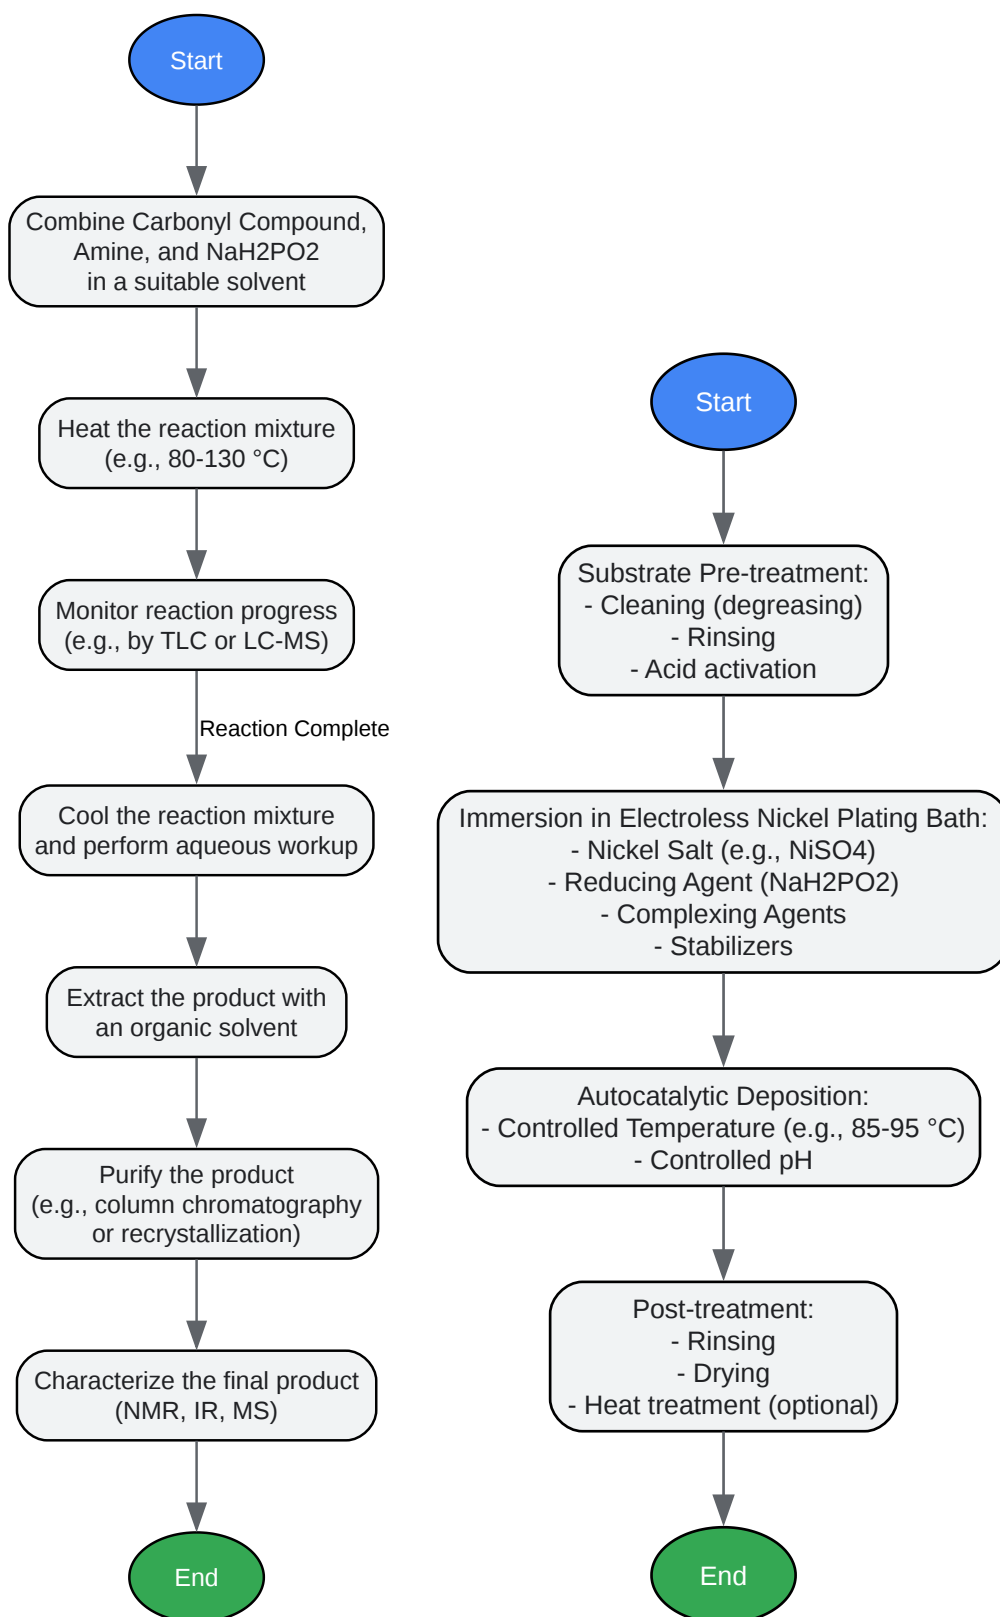 Start
Combine Carbonyl Compound,
Amine, and NaH2PO2
in a suitable solvent
Heat the reaction mixture
(e.g., 80-130 °C)
Monitor reaction progress
(e.g., by TLC or LC-MS)
Reaction Complete
Cool the reaction mixture
and perform aqueous workup
Extract the product with
an organic solvent
Purify the product
(e.g., column chromatography
or recrystallization)
Characterize the final product
(NMR, IR, MS)
End
Start
Substrate Pre-treatment:
- Cleaning (degreasing)
- Rinsing
- Acid activation
Immersion in Electroless Nickel Plating Bath:
- Nickel Salt (e.g., NiSO4)
- Reducing Agent (NaH2PO2)
- Complexing Agents
- Stabilizers
Autocatalytic Deposition:
- Controlled Temperature (e.g., 85-95 °C)
- Controlled pH
Post-treatment:
- Rinsing
- Drying
- Heat treatment (optional)
End